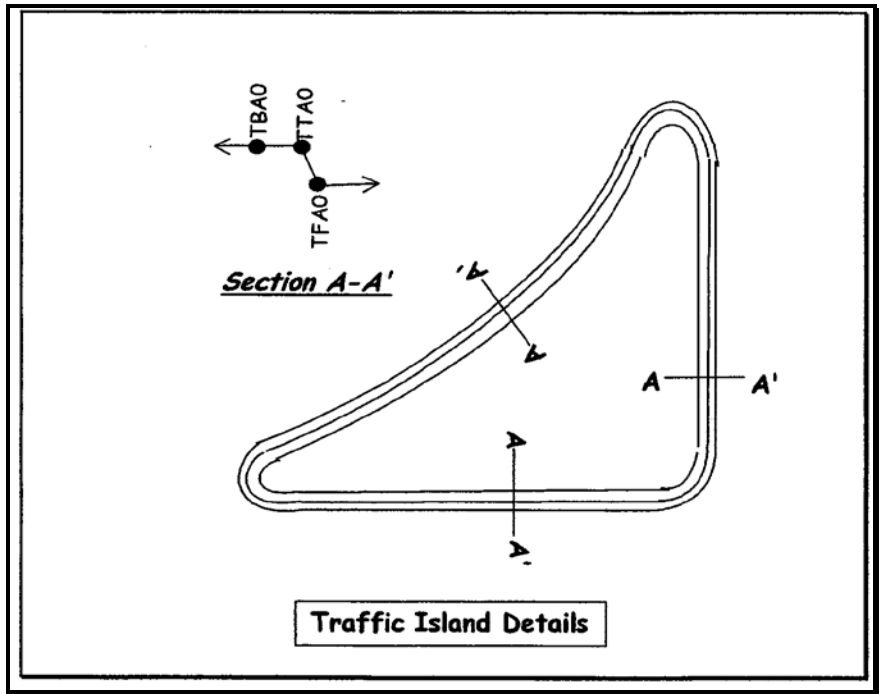 TBAO
TTAO
TFAO
Section A-A'
A'
A
A
A'
A
A'
Traffic Island Details